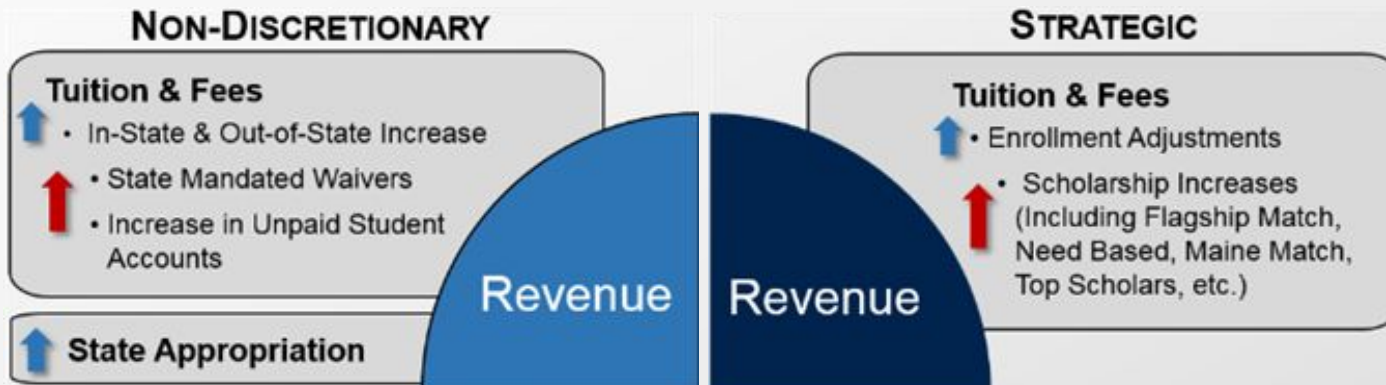 NON-DISCRETIONARY
Tuition & Fees
• In-State & Out-of-State Increase
• State Mandated Waivers
• Increase in Unpaid Student
Accounts
State Appropriation
Revenue
STRATEGIC
Tuition & Fees
• Enrollment Adjustments
• Scholarship Increases
(Including Flagship Match,
Need Based, Maine Match,
Top Scholars, etc.)
Revenue